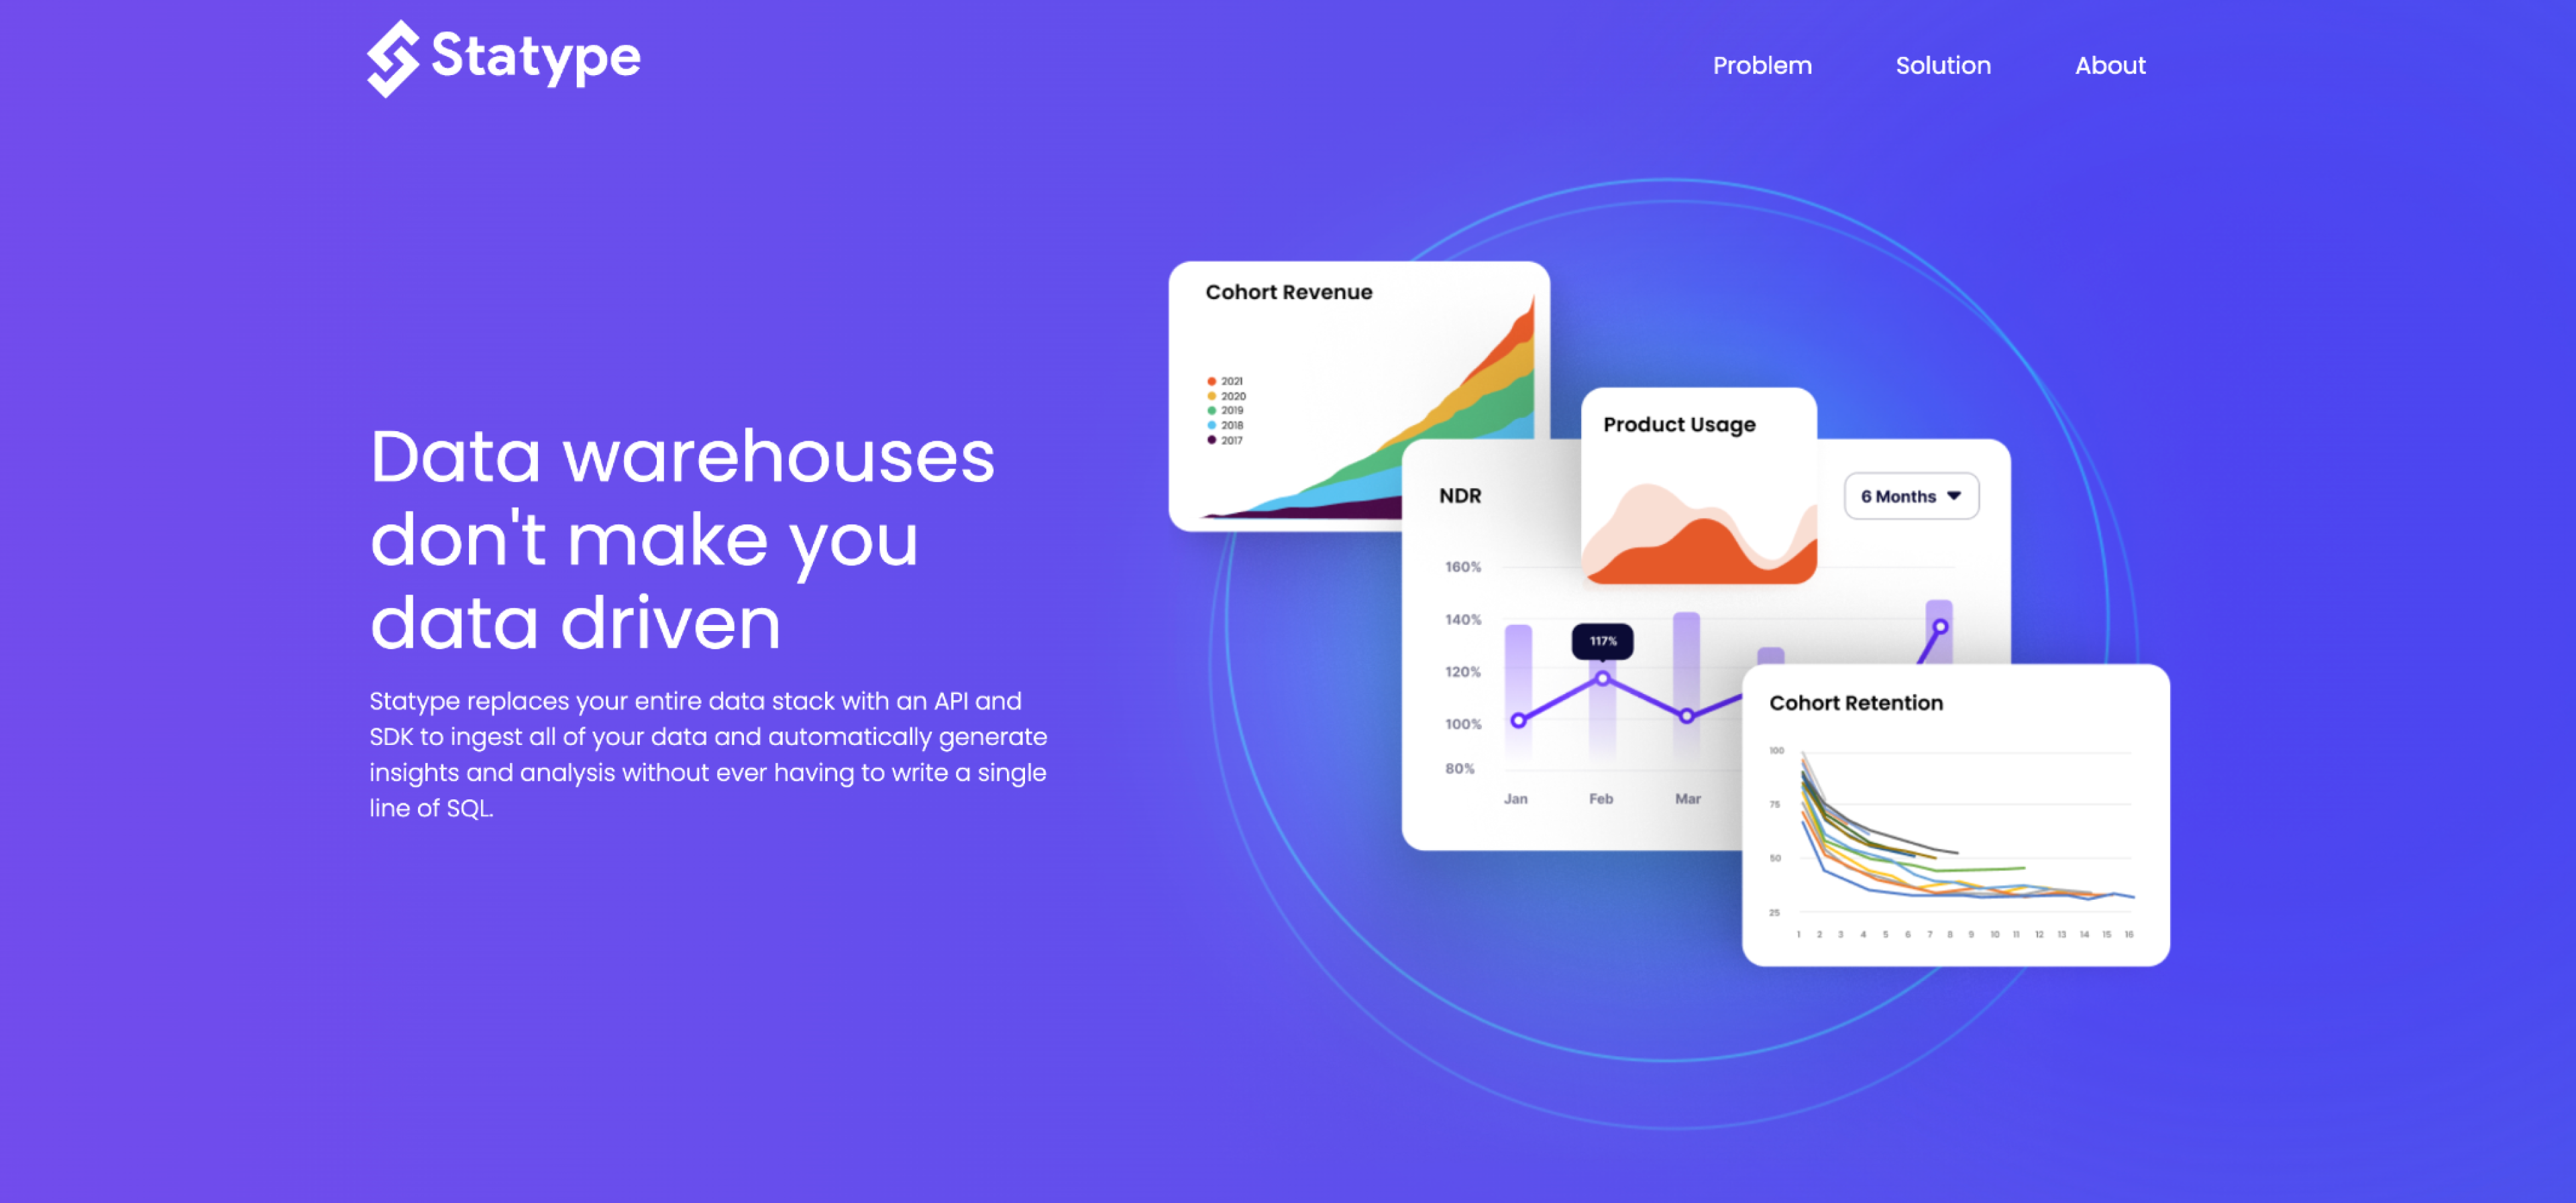 Statype
Problem
Solution
About
Data warehouses
don't make you
data driven
Statype replaces your entire data stack with an API and
SDK to ingest all of your data and automatically generate
insights and analysis without ever having to write a single
line of SQL.
Cohort Revenue
2021
2020
2019
2018
2017
Product Usage
NDR
6 Months
160%
140%
120%
100%
80%
117%
Jan Feb Mar
Cohort Retention
100
75
50
25
1 2 3 4 5 6 7 8 9 10 11 12 13 14 15 16